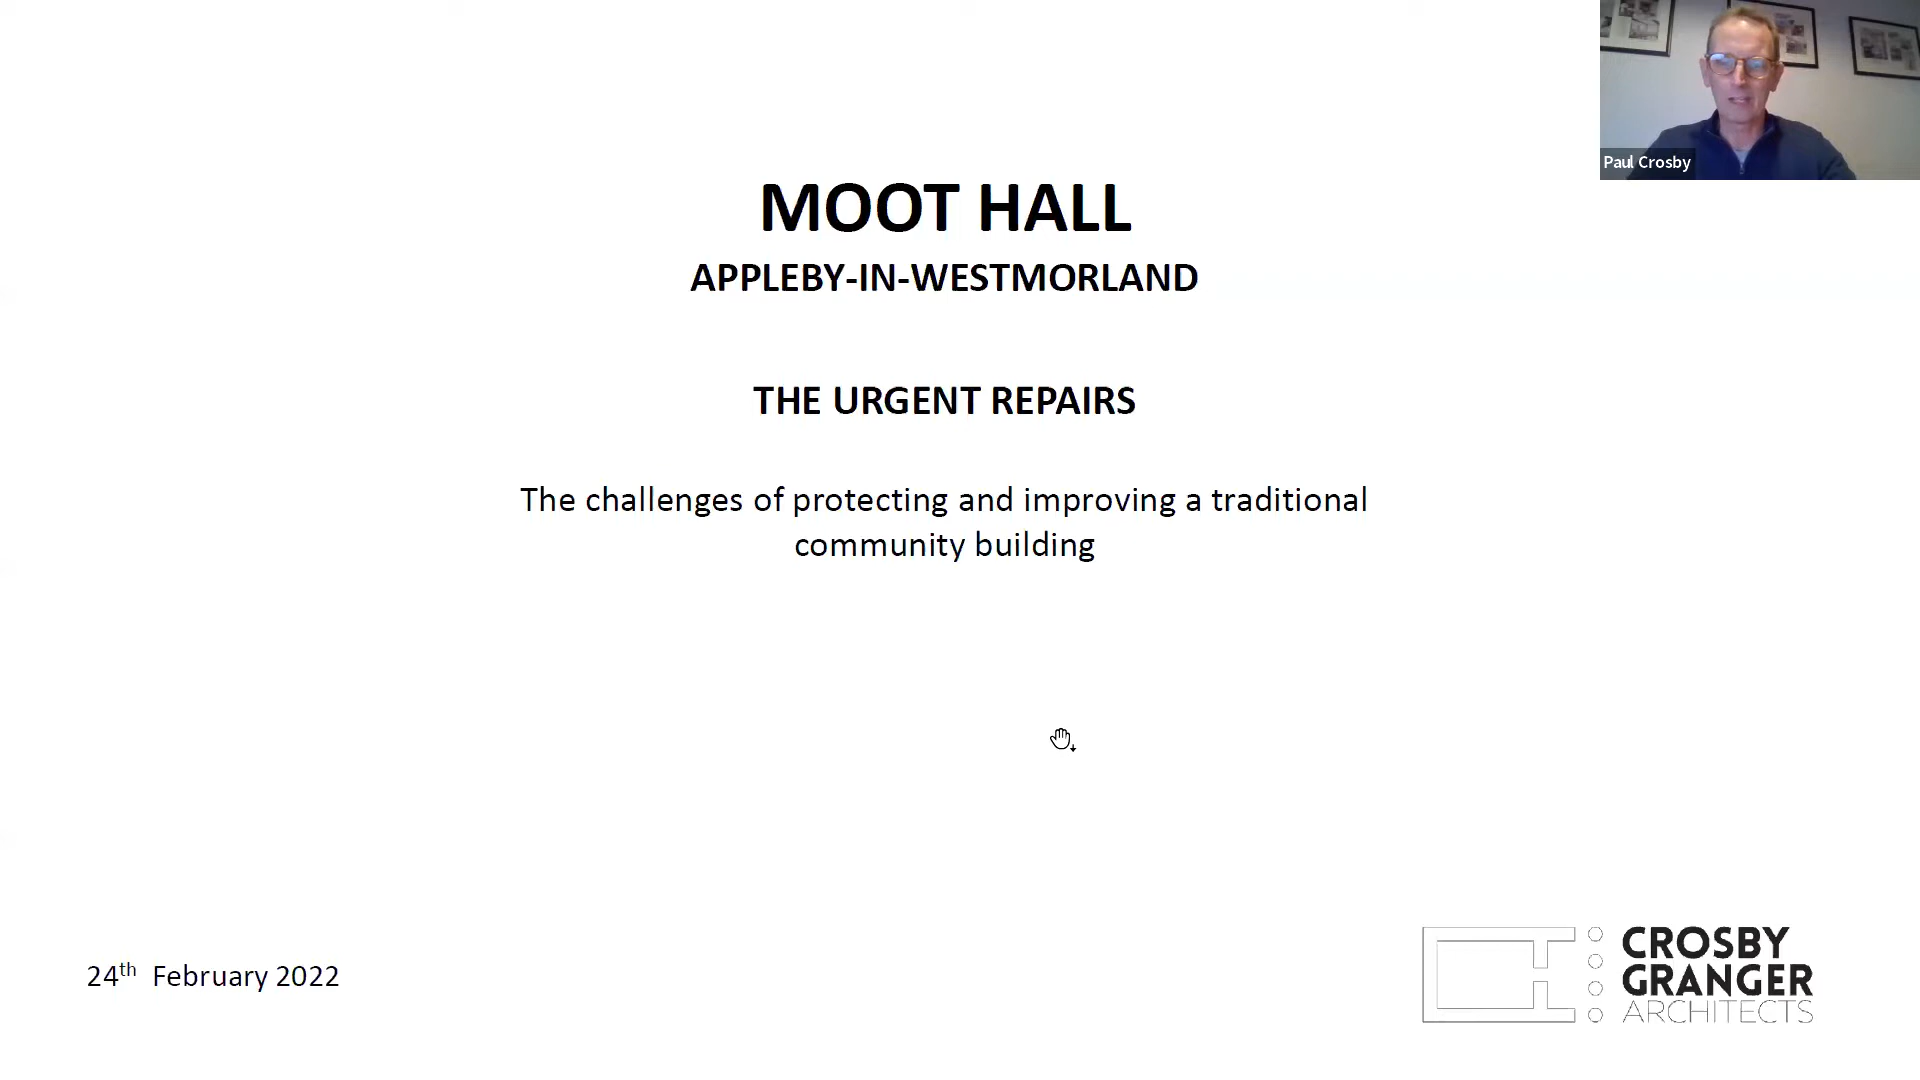 Paul Crosby
MOOT HALL
APPLEBY-IN-WESTMORLAND
THE URGENT REPAIRS
The challenges of protecting and improving a traditional
community building
24th February 2022
CROSBY
GRANGER
ARCHITECTS